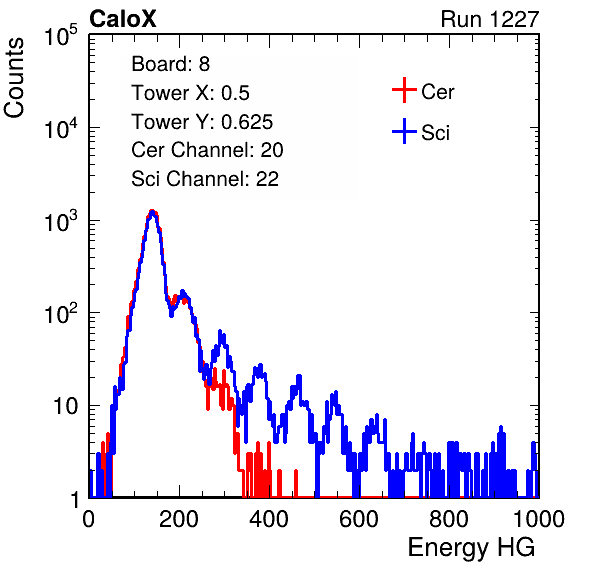 CaloX Run 1227
Counts
10^5
10^4
10^3
10^2
10
1
Board: 8
Tower X: 0.5
Tower Y: 0.625
Cer Channel: 20
Sci Channel: 22
Cer
Sci
0 200 400 600 800 1000
Energy HG